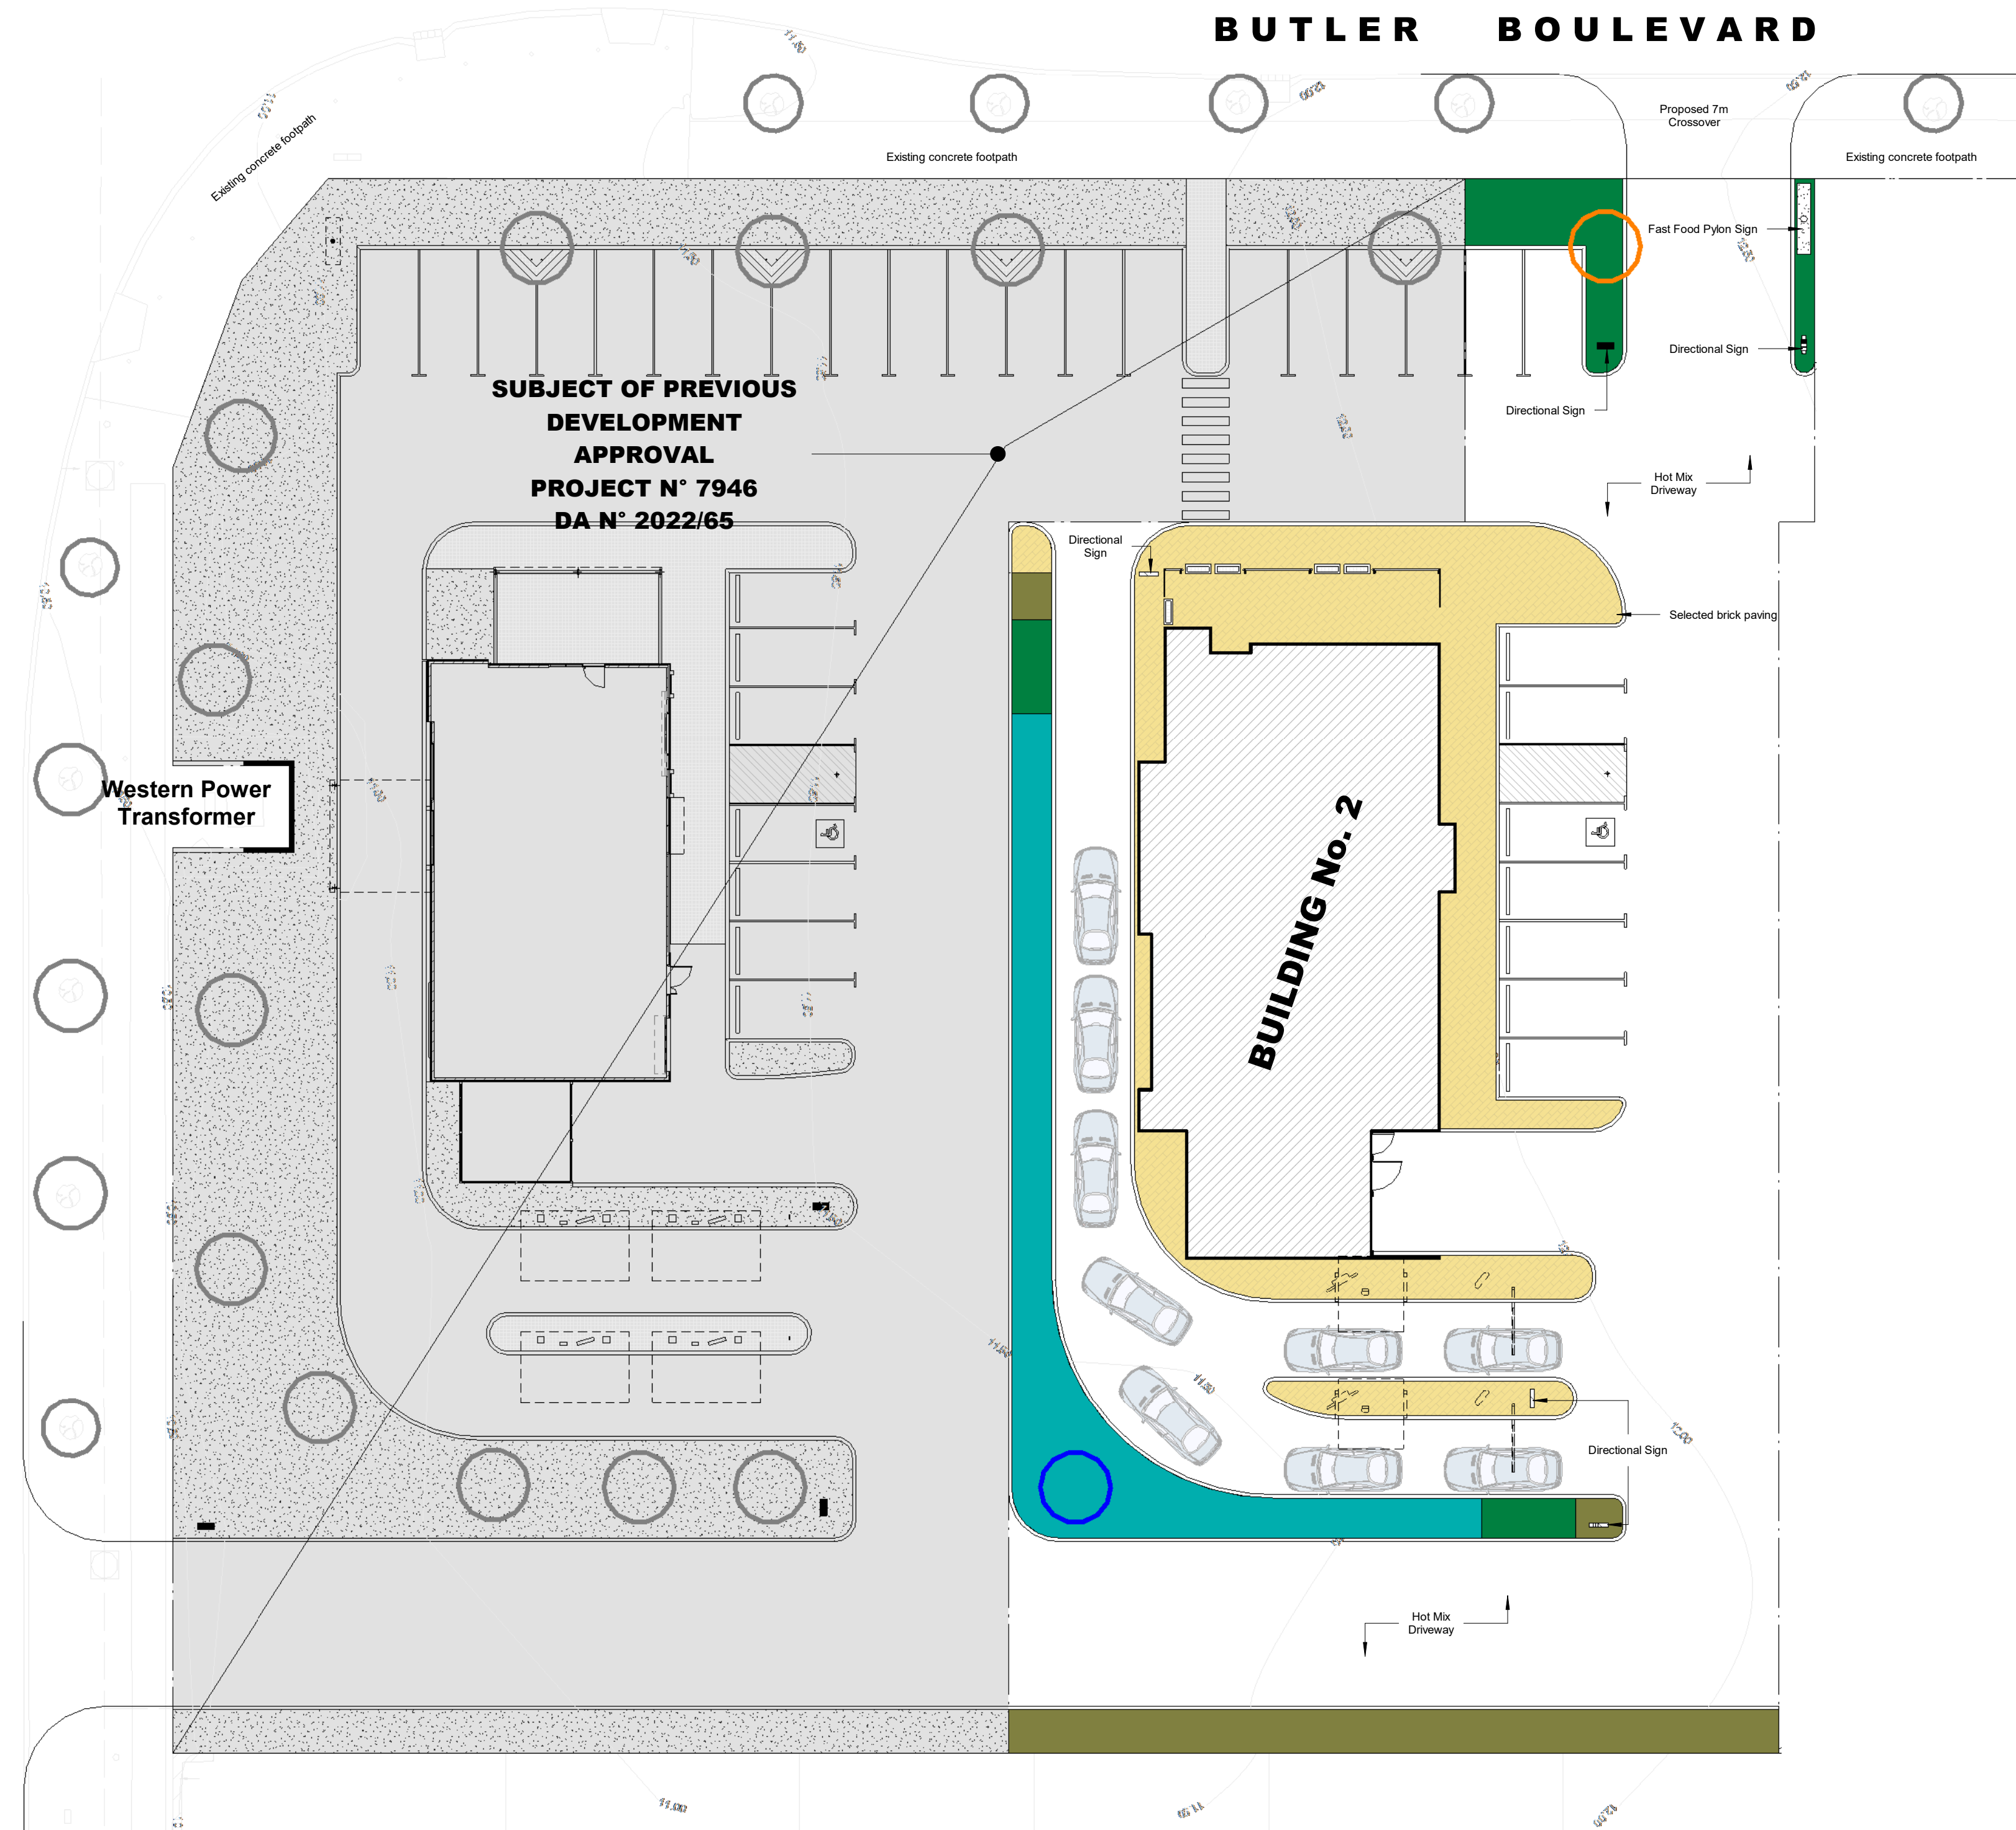 BUTLER BOULEVARD
Proposed 7m
Crossover
Existing concrete footpath
Existing concrete footpath
Existing concrete footpath
Fast Food Pylon Sign
Directional Sign
Directional Sign
SUBJECT OF PREVIOUS
DEVELOPMENT
APPROVAL
PROJECT N° 7946
DA N° 2022/65
Hot Mix
Driveway
Directional
Sign
Selected brick paving
Western Power
Transformer
BUILDING No. 2
Directional Sign
Hot Mix
Driveway
11.00